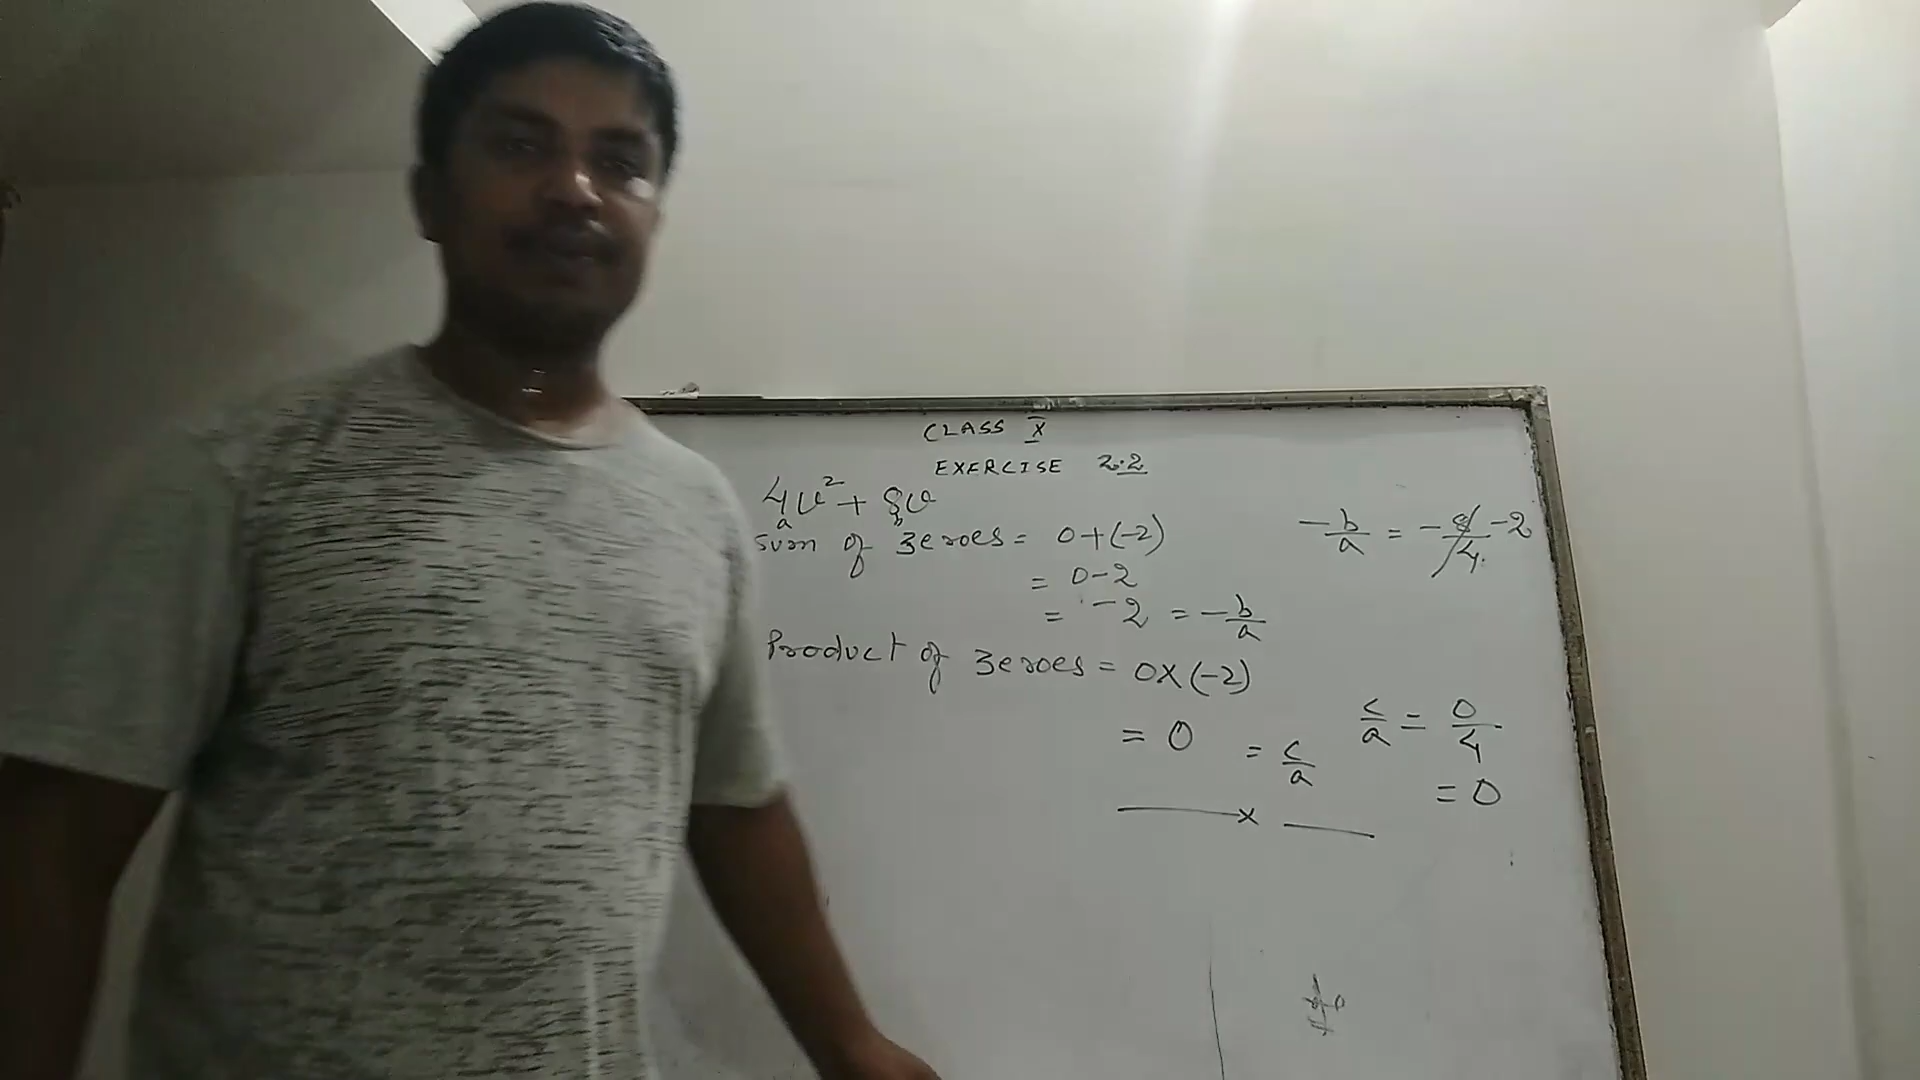 CLASS X
EXERCISE 2.2
4u² + 8u
a b
Sum of zeroes = 0+(-2)
= 0-2
= -2 = -b/a
-b/a = -8/4 -2
Product of zeroes = 0x(-2)
= 0 = c/a
c/a = 0/4
= 0
x